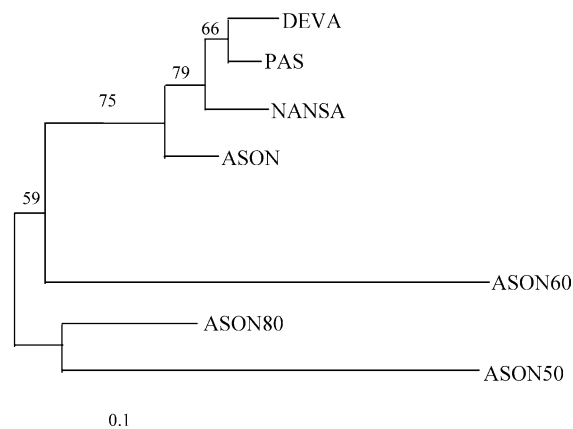 DEVA
66
PAS
79
75
NANSA
ASON
59
ASON60
ASON80
ASON50
0.1